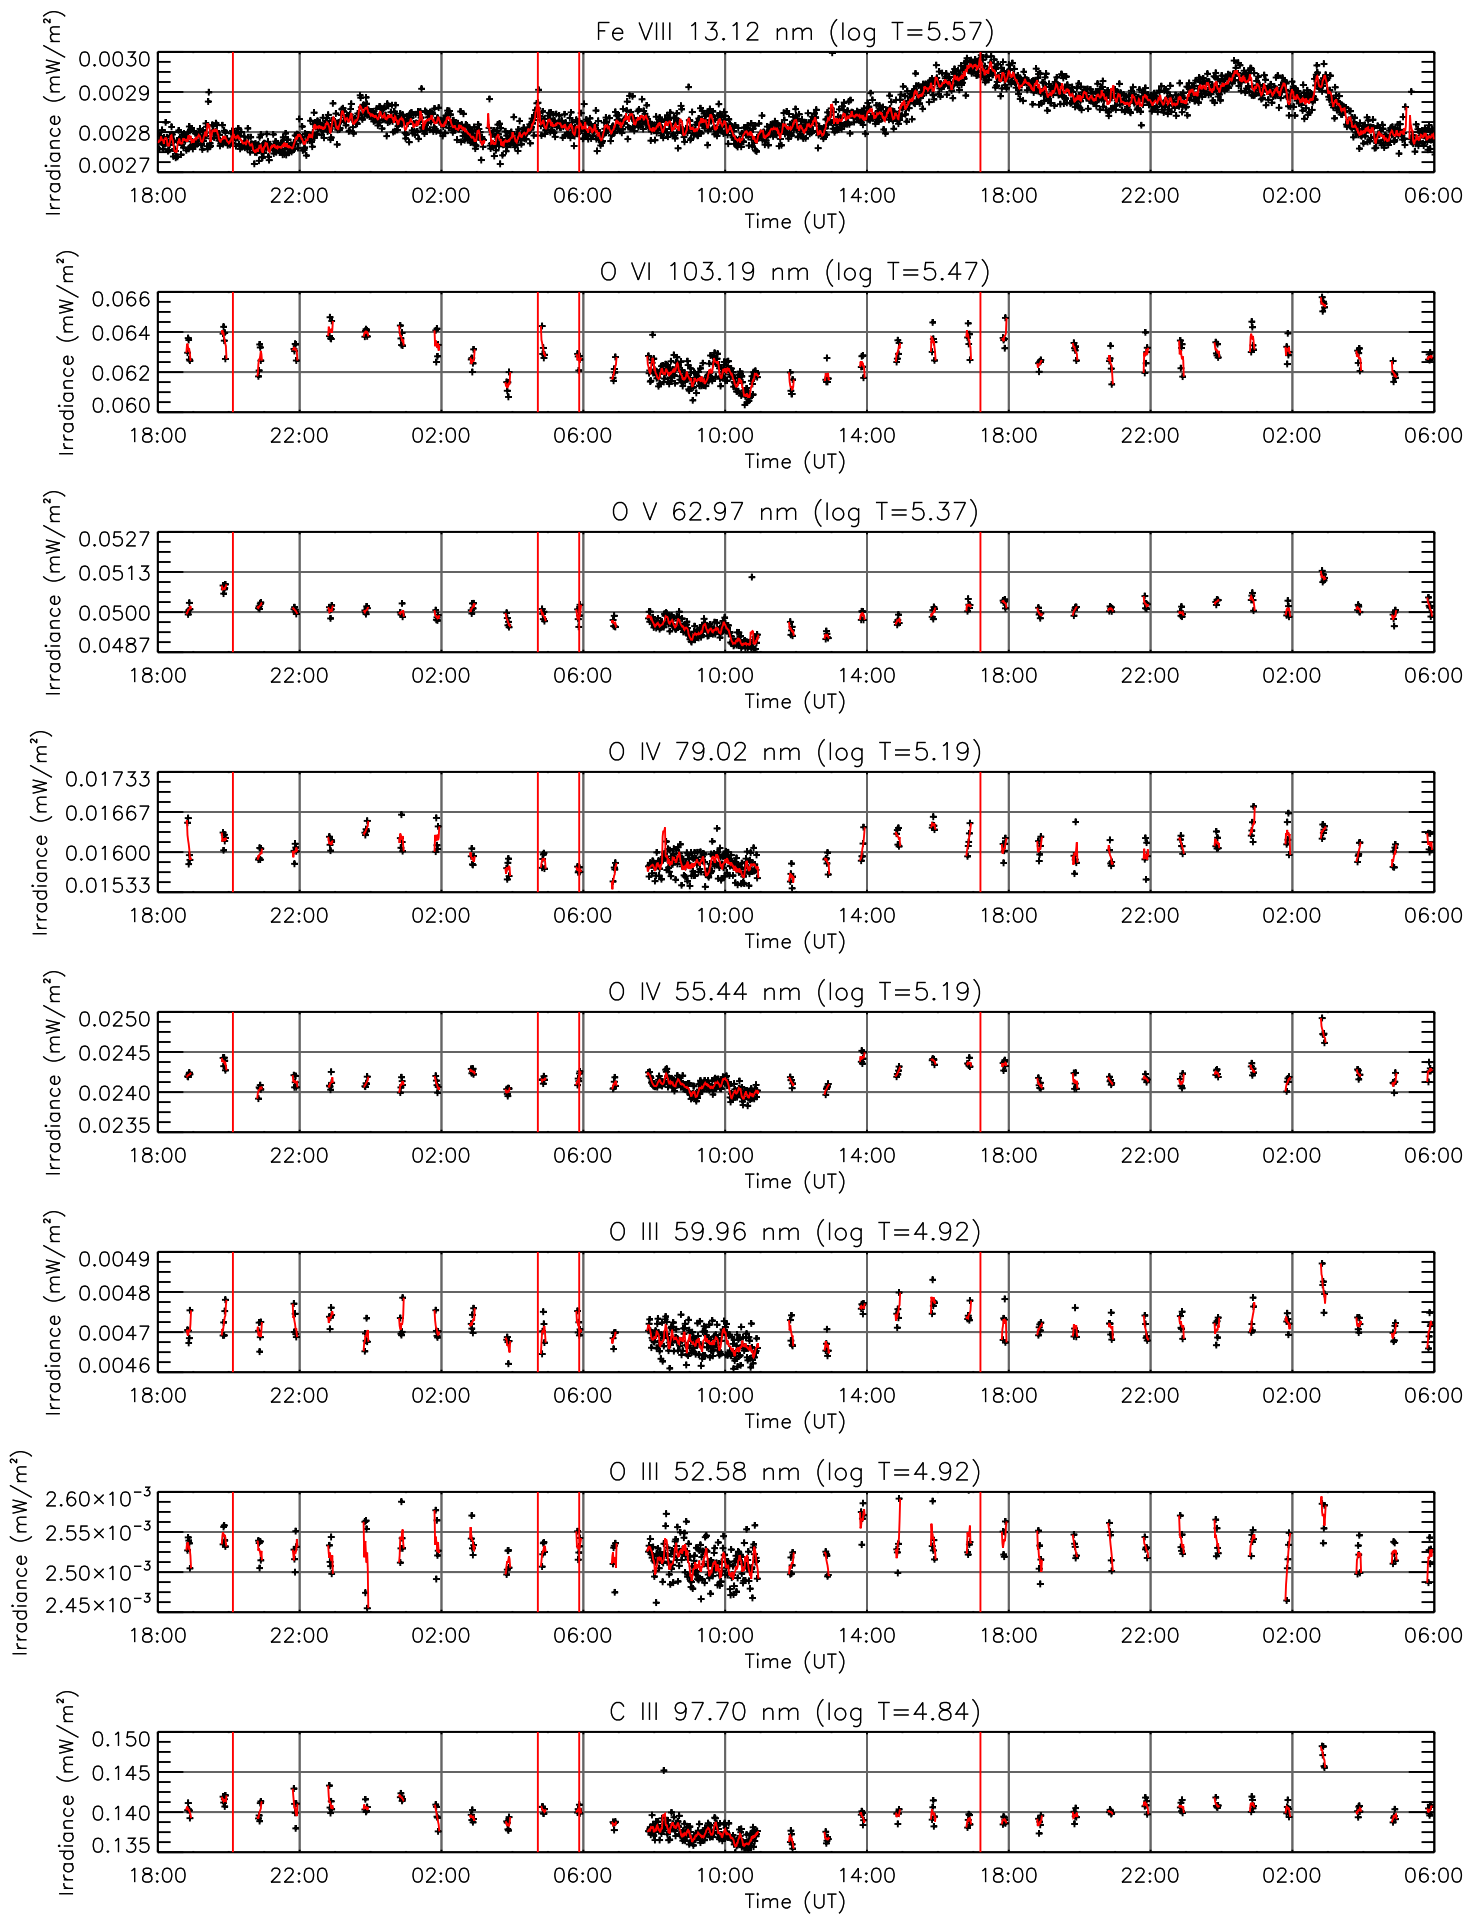 Fe VIII 13.12 nm (log T=5.57)
Irradiance (mW/m²)
0.0030
0.0029
0.0028
0.0027
18:00 22:00 02:00 06:00 10:00 14:00 18:00 22:00 02:00 06:00
Time (UT)
O VI 103.19 nm (log T=5.47)
Irradiance (mW/m²)
0.066
0.064
0.062
0.060
18:00 22:00 02:00 06:00 10:00 14:00 18:00 22:00 02:00 06:00
Time (UT)
O V 62.97 nm (log T=5.37)
Irradiance (mW/m²)
0.0527
0.0513
0.0500
0.0487
18:00 22:00 02:00 06:00 10:00 14:00 18:00 22:00 02:00 06:00
Time (UT)
O IV 79.02 nm (log T=5.19)
Irradiance (mW/m²)
0.01733
0.01667
0.01600
0.01533
18:00 22:00 02:00 06:00 10:00 14:00 18:00 22:00 02:00 06:00
Time (UT)
O IV 55.44 nm (log T=5.19)
Irradiance (mW/m²)
0.0250
0.0245
0.0240
0.0235
18:00 22:00 02:00 06:00 10:00 14:00 18:00 22:00 02:00 06:00
Time (UT)
O III 59.96 nm (log T=4.92)
Irradiance (mW/m²)
0.0049
0.0048
0.0047
0.0046
18:00 22:00 02:00 06:00 10:00 14:00 18:00 22:00 02:00 06:00
Time (UT)
O III 52.58 nm (log T=4.92)
Irradiance (mW/m²)
2.60×10⁻³
2.55×10⁻³
2.50×10⁻³
2.45×10⁻³
18:00 22:00 02:00 06:00 10:00 14:00 18:00 22:00 02:00 06:00
Time (UT)
C III 97.70 nm (log T=4.84)
Irradiance (mW/m²)
0.150
0.145
0.140
0.135
18:00 22:00 02:00 06:00 10:00 14:00 18:00 22:00 02:00 06:00
Time (UT)